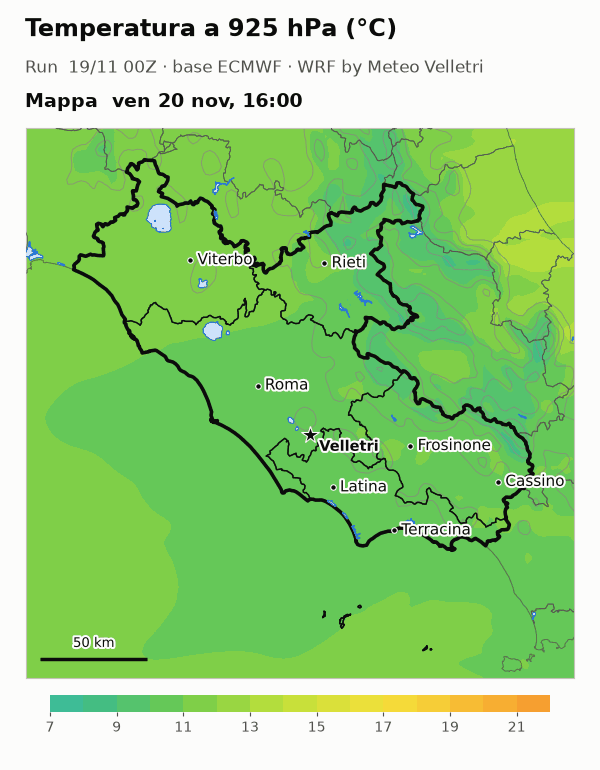 Temperatura a 925 hPa (°C)
Run  19/11 00Z · base ECMWF · WRF by Meteo Velletri
Mappa  ven 20 nov, 16:00
Viterbo
Rieti
Roma
Velletri
Frosinone
Latina
Cassino
Terracina
50 km
7 9 11 13 15 17 19 21